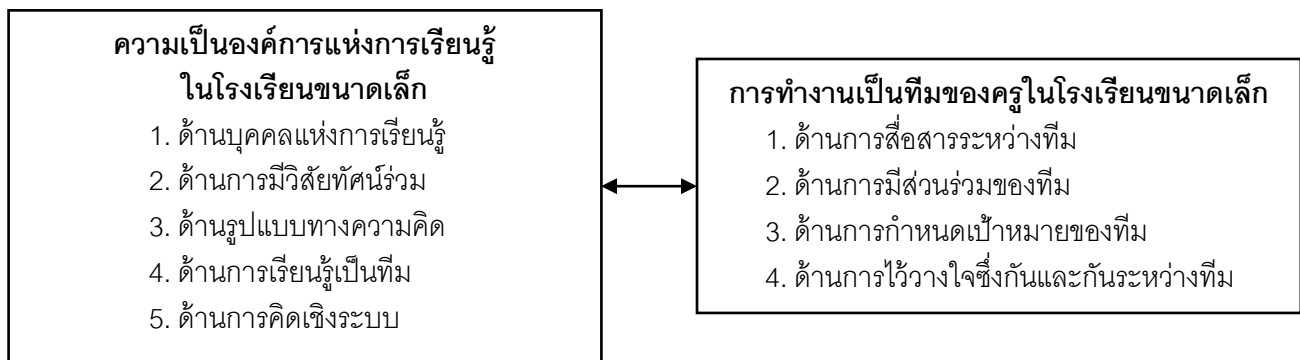 ความเป็นองค์การแห่งการเรียนรู้
ในโรงเรียนขนาดเล็ก
1. ด้านบุคคลแห่งการเรียนรู้
2. ด้านการมีวิสัยทัศน์ร่วม
3. ด้านรูปแบบทางความคิด
4. ด้านการเรียนรู้เป็นทีม
5. ด้านการคิดเชิงระบบ
การทำงานเป็นทีมของครูในโรงเรียนขนาดเล็ก
1. ด้านการสื่อสารระหว่างทีม
2. ด้านการมีส่วนร่วมของทีม
3. ด้านการกำหนดเป้าหมายของทีม
4. ด้านการไว้วางใจซึ่งกันและกันระหว่างทีม